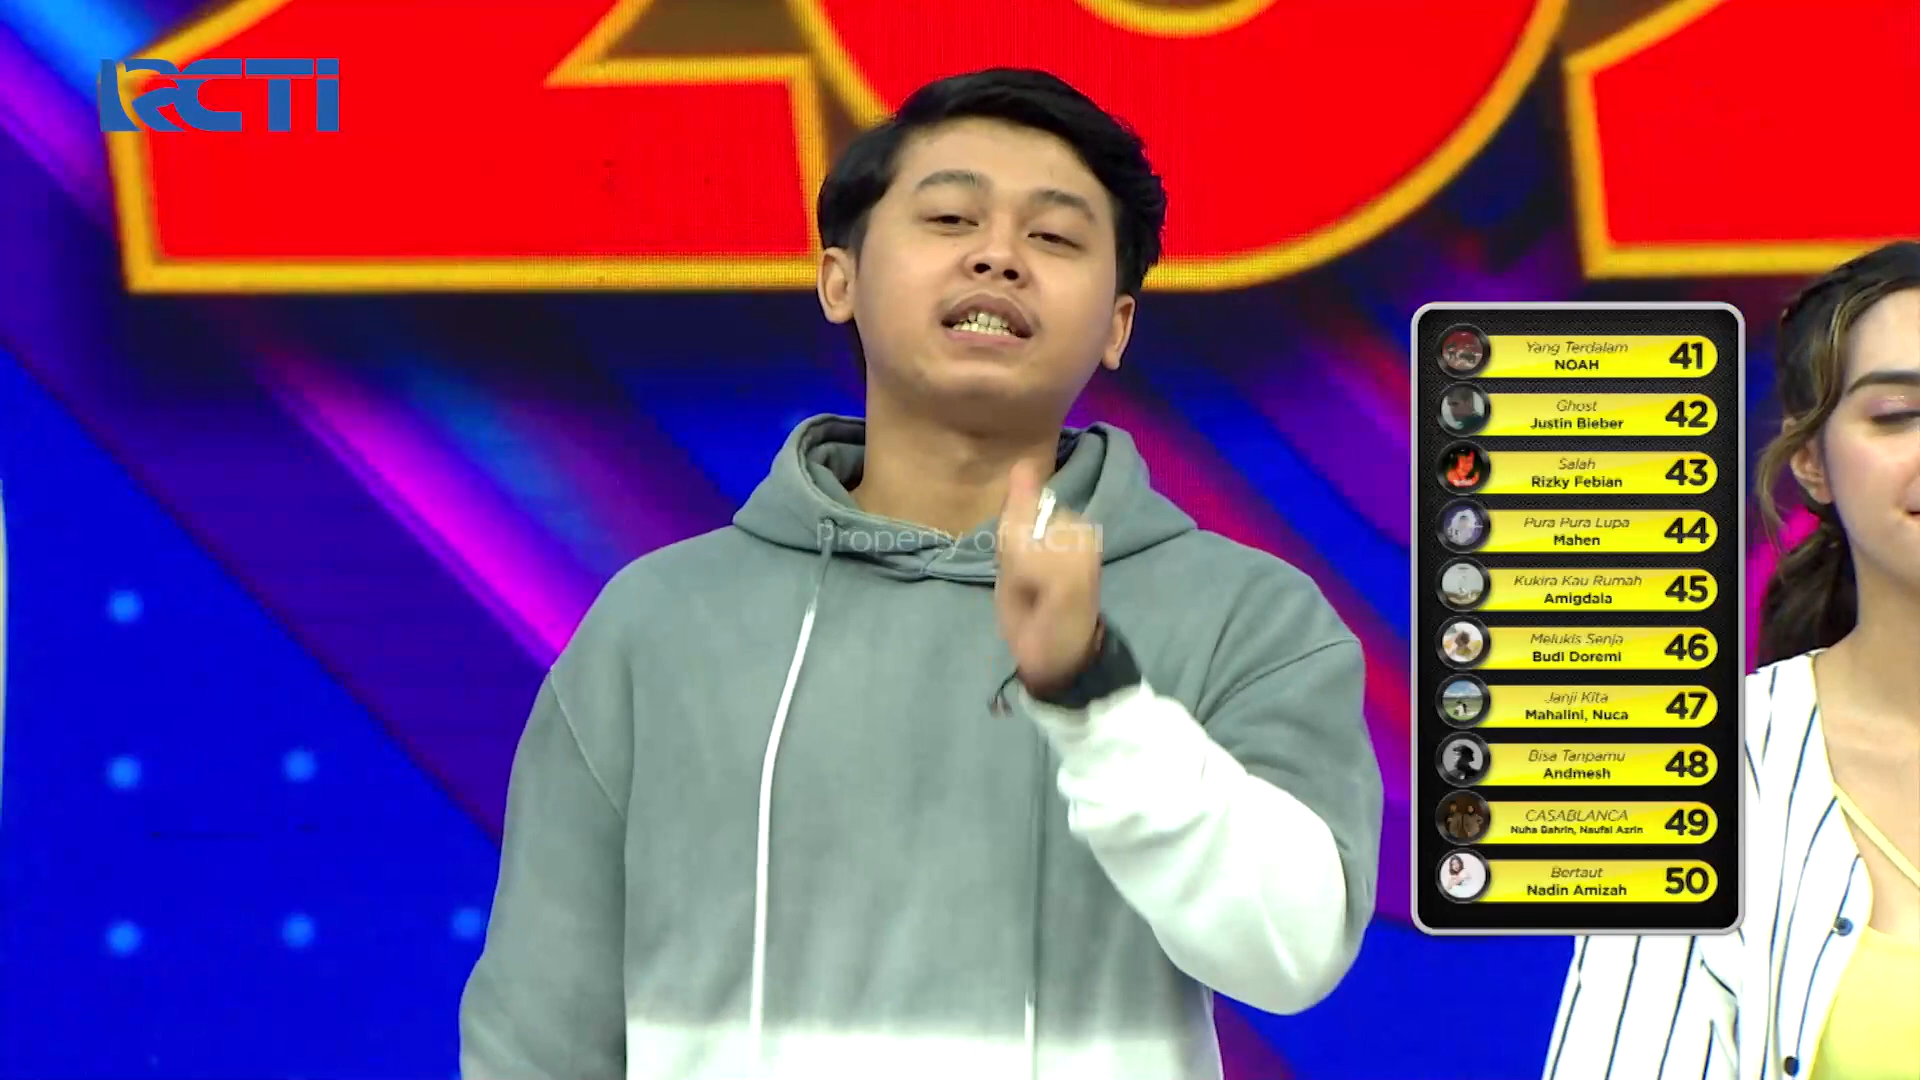 RCTI
Property of RCTI
Yang Terdalam
NOAH
41
Ghost
Justin Bieber
42
Salah
Rizky Febian
43
Pura Pura Lupa
Mahen
44
Kukira Kau Rumah
Amigdala
45
Melukis Senja
Budi Doremi
46
Janji Kita
Mahalini, Nuca
47
Bisa Tanpamu
Andmesh
48
CASABLANCA
Nuha Bahrin, Naufal Azrin
49
Bertaut
Nadin Amizah
50